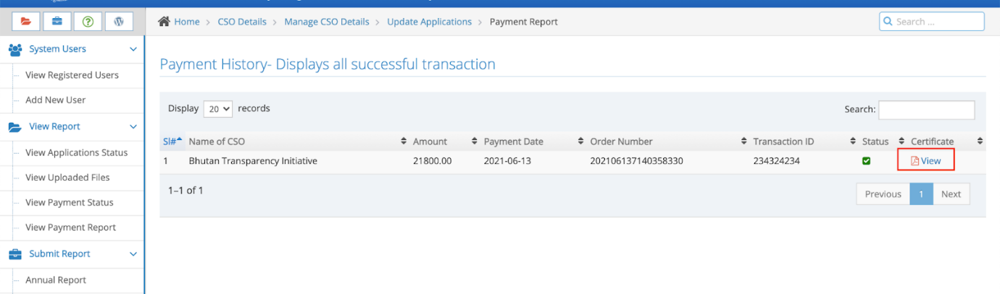 Home > CSO Details > Manage CSO Details > Update Applications > Payment Report
Search ...
System Users
View Registered Users
Add New User
View Report
View Applications Status
View Uploaded Files
View Payment Status
View Payment Report
Submit Report
Annual Report
Payment History- Displays all successful transaction
Display 20 records
Search:
Sl# Name of CSO Amount Payment Date Order Number Transaction ID Status Certificate
1 Bhutan Transparency Initiative 21800.00 2021-06-13 202106137140358330 234324234 View
1–1 of 1
Previous 1 Next